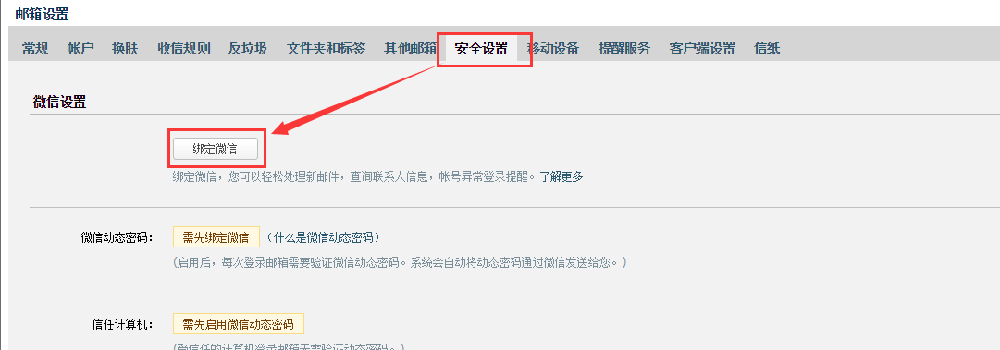 邮箱设置
常规 帐户 换肤 收信规则 反垃圾 文件夹和标签 其他邮箱 安全设置 移动设备 提醒服务 客户端设置 信纸
微信设置
绑定微信
绑定微信，您可以轻松处理新邮件，查询联系人信息，帐号异常登录提醒。了解更多
微信动态密码： 需先绑定微信 （什么是微信动态密码）
(启用后，每次登录邮箱需要验证微信动态密码。系统会自动将动态密码通过微信发送给您。)
信任计算机： 需先启用微信动态密码
(受信任的计算机登录邮箱无需验证动态密码。)